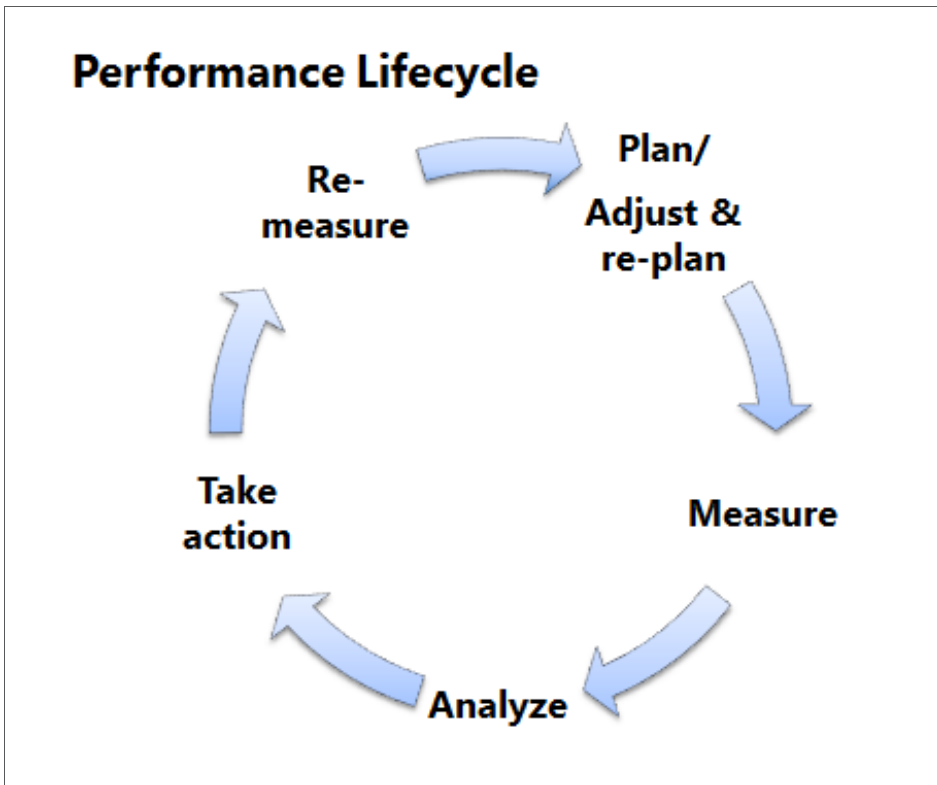 Performance Lifecycle
Plan/
Adjust &
re-plan
Measure
Analyze
Take
action
Re-
measure